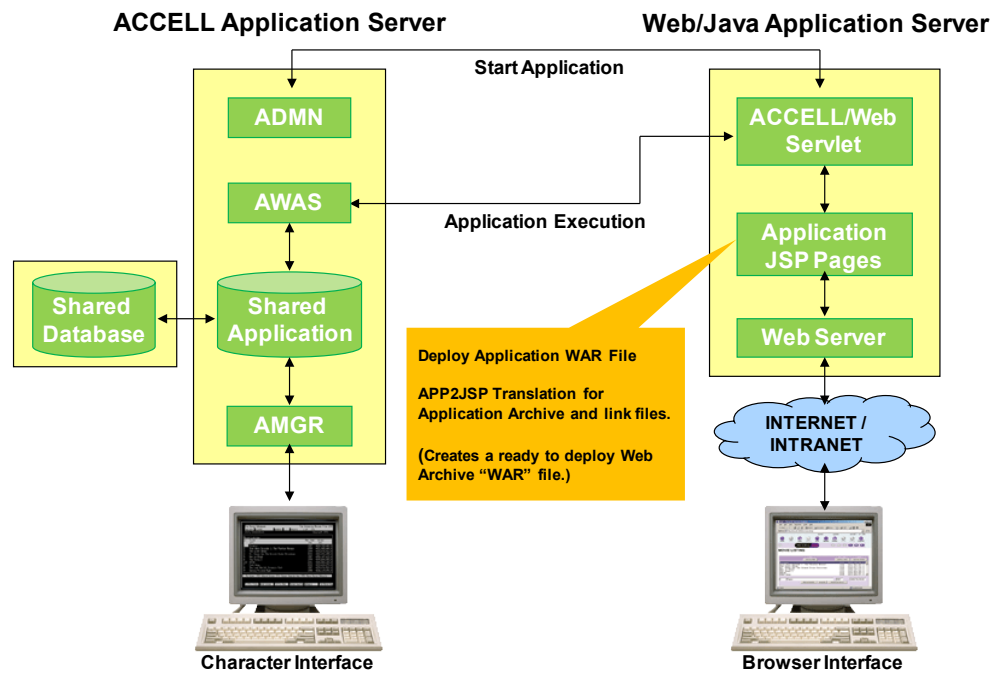 ACCELL Application Server
Web/Java Application Server
Start Application
ADMN
ACCELL/Web
Servlet
AWAS
Application Execution
Application
JSP Pages
Shared
Database
Shared
Application
Web Server
Deploy Application WAR File
APP2JSP Translation for
Application Archive and link files.
(Creates a ready to deploy Web
Archive “WAR” file.)
AMGR
INTERNET /
INTRANET
Character Interface
Browser Interface